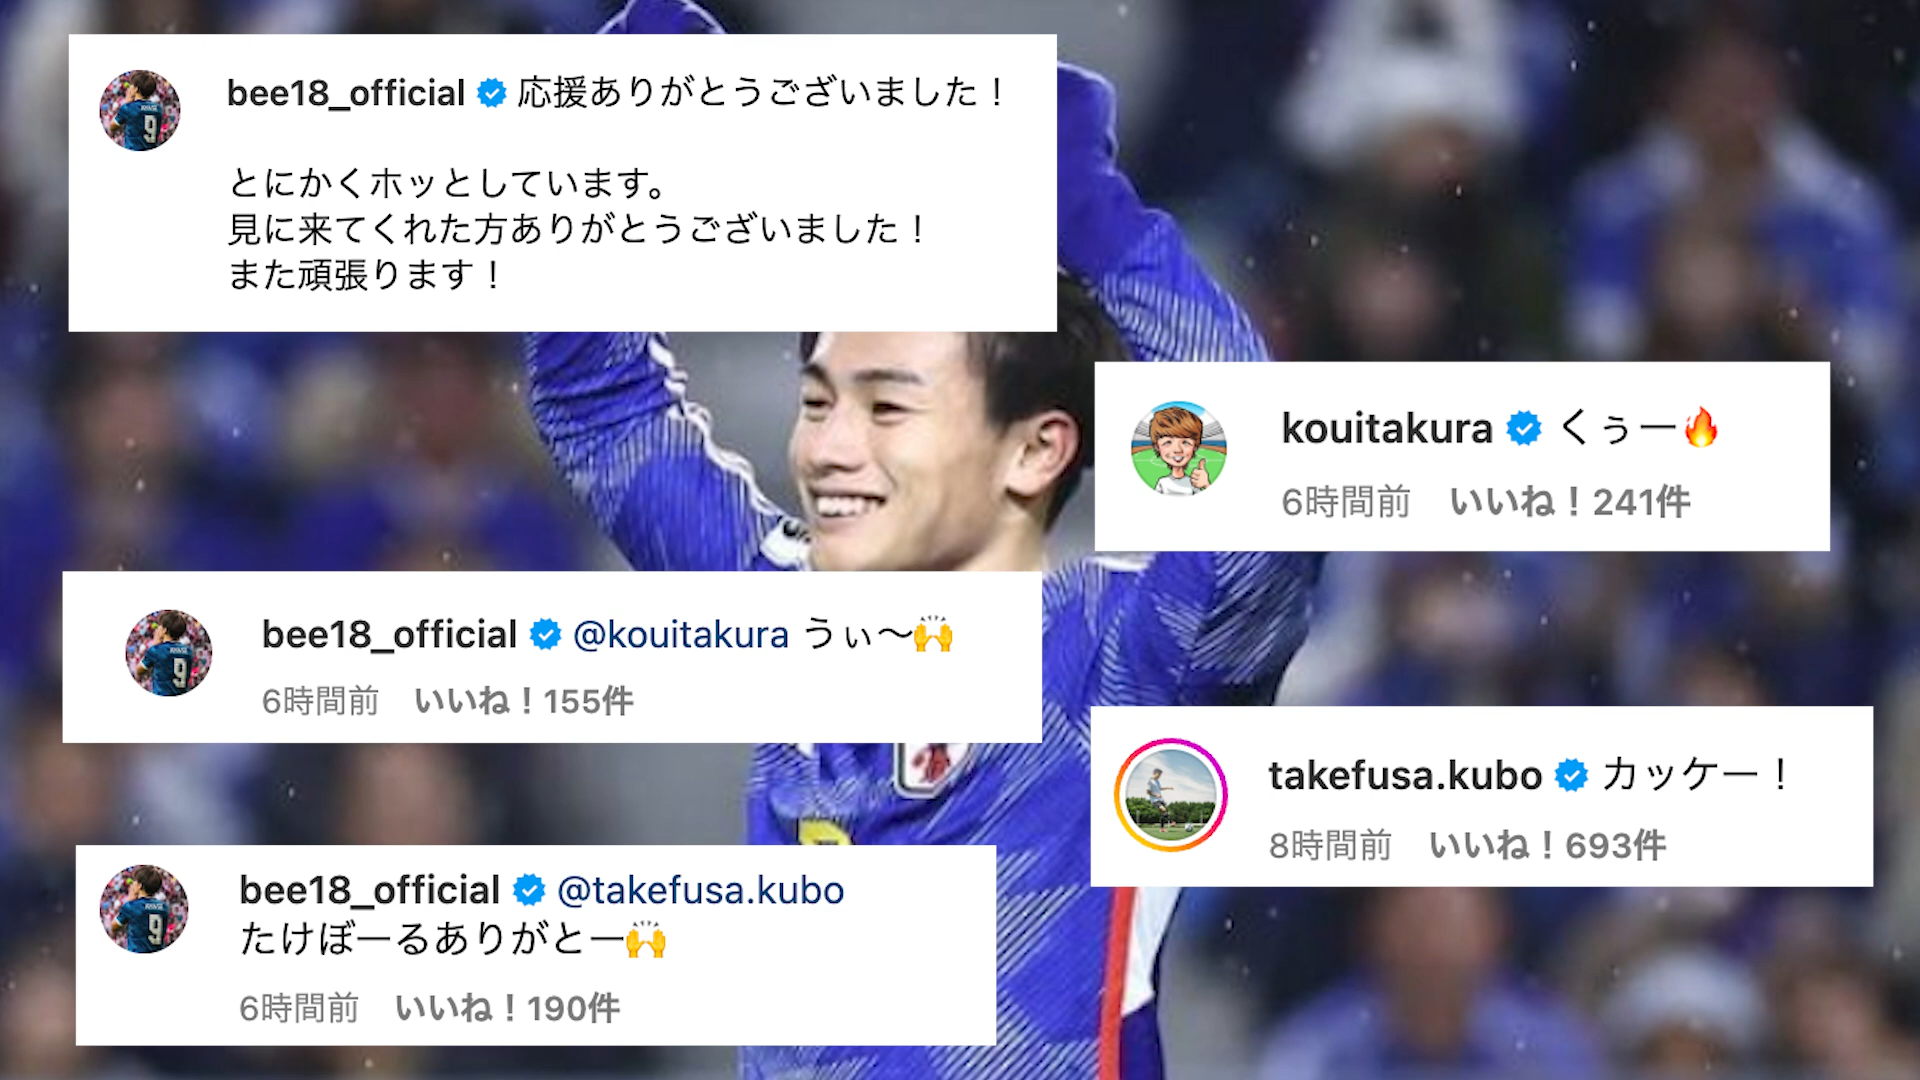 bee18_official 応援ありがとうございました！
とにかくホッとしています。
見に来てくれた方ありがとうございました！
また頑張ります！
kouitakura くぅー🔥
6時間前 いいね！241件
bee18_official @kouitakura うぃ〜🙌
6時間前 いいね！155件
takefusa.kubo カッケー！
8時間前 いいね！693件
bee18_official @takefusa.kubo
たけぼーるありがとー🙌
6時間前 いいね！190件
9
9
9